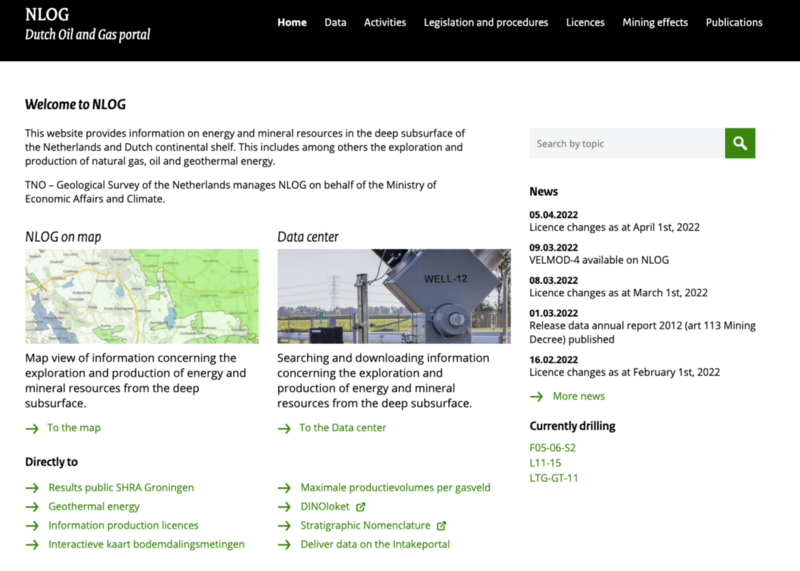 NLOG
Dutch Oil and Gas portal
Home Data Activities Legislation and procedures Licences Mining effects Publications
Welcome to NLOG
This website provides information on energy and mineral resources in the deep subsurface of
the Netherlands and Dutch continental shelf. This includes among others the exploration and
production of natural gas, oil and geothermal energy.
TNO – Geological Survey of the Netherlands manages NLOG on behalf of the Ministry of
Economic Affairs and Climate.
NLOG on map
Map view of information concerning the
exploration and production of energy and
mineral resources from the deep
subsurface.
To the map
Data center
WELL-12
Searching and downloading information
concerning the exploration and
production of energy and mineral
resources from the deep subsurface.
To the Data center
Directly to
Results public SHRA Groningen
Geothermal energy
Information production licences
Interactieve kaart bodemdalingsmetingen
Maximale productievolumes per gasveld
DINOloket
Stratigraphic Nomenclature
Deliver data on the Intakeportal
Search by topic
News
05.04.2022
Licence changes as at April 1st, 2022
09.03.2022
VELMOD-4 available on NLOG
08.03.2022
Licence changes as at March 1st, 2022
01.03.2022
Release data annual report 2012 (art 113 Mining
Decree) published
16.02.2022
Licence changes as at February 1st, 2022
More news
Currently drilling
F05-06-S2
L11-15
LTG-GT-11